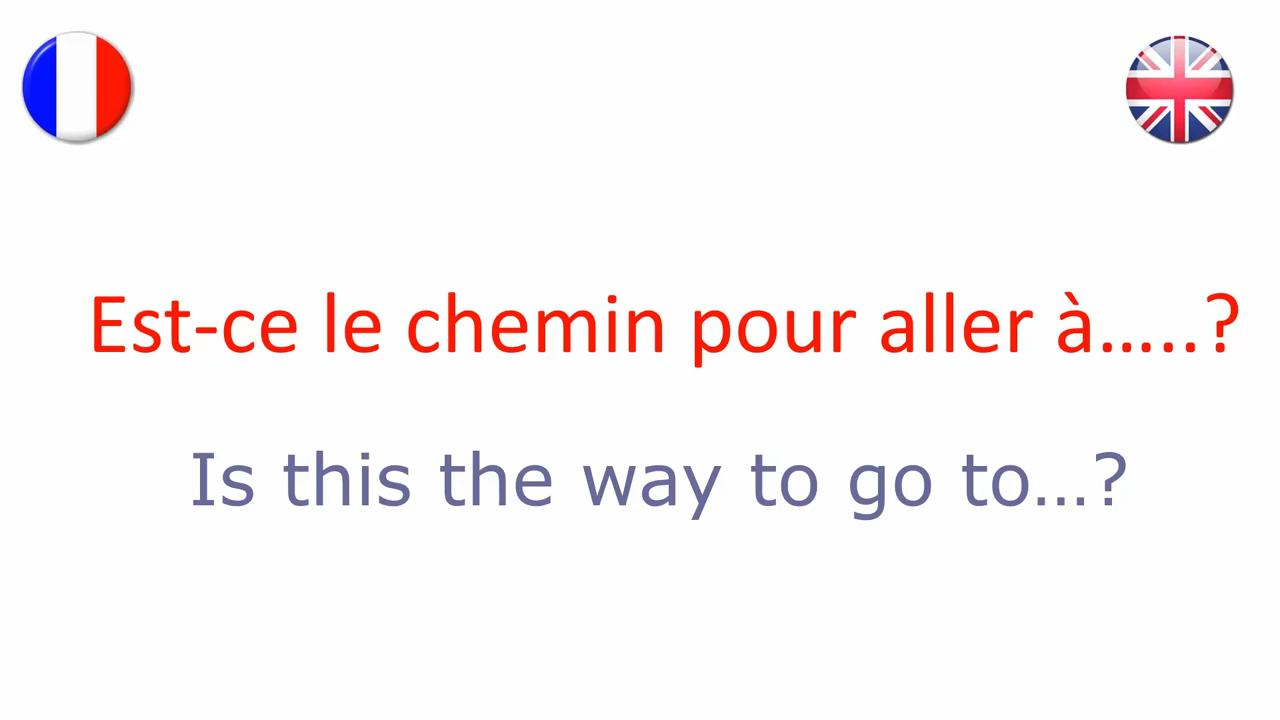 Est-ce le chemin pour aller à…..?
Is this the way to go to…?